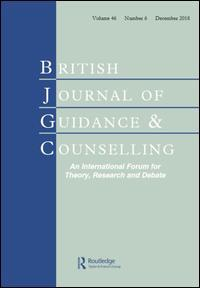 Volume 46 Number 6 December 2018
BRITISH
JOURNAL OF
GUIDANCE &
COUNSELLING
An International Forum for
Theory, Research and Debate
Routledge
Taylor & Francis Group